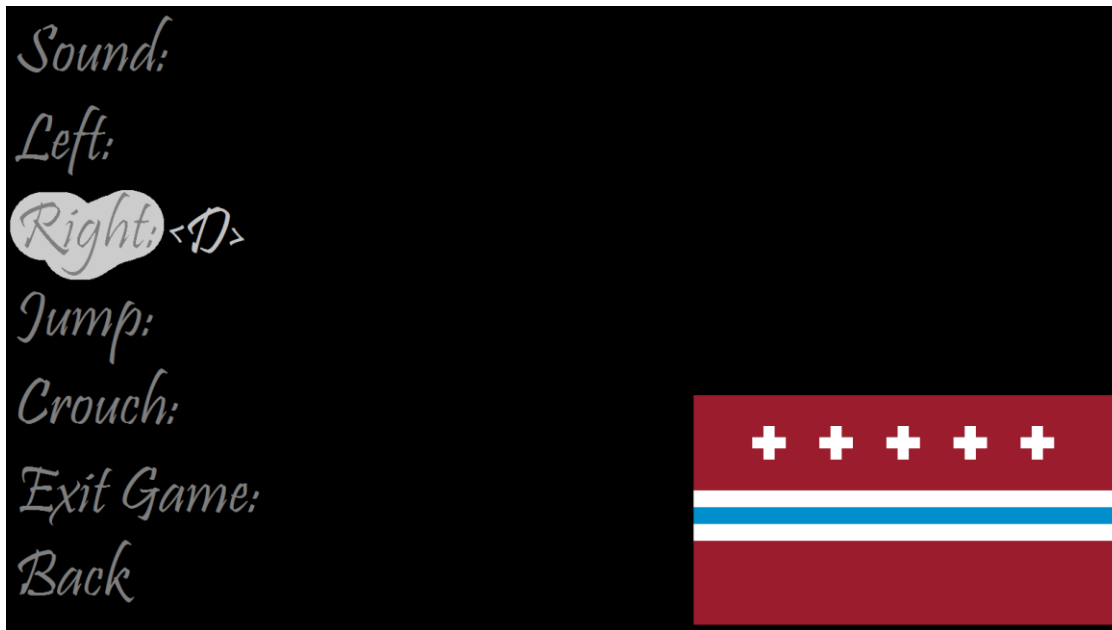 Sound:
Left:
Right: <D>
Jump:
Crouch:
Exit Game:
Back